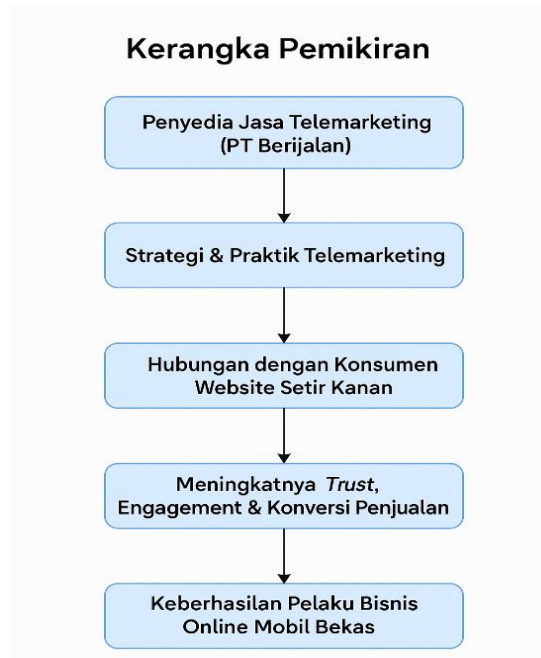 Kerangka Pemikiran
Penyedia Jasa Telemarketing
(PT Berijalan)
Strategi & Praktik Telemarketing
Hubungan dengan Konsumen
Website Setir Kanan
Meningkatnya Trust,
Engagement & Konversi Penjualan
Keberhasilan Pelaku Bisnis
Online Mobil Bekas